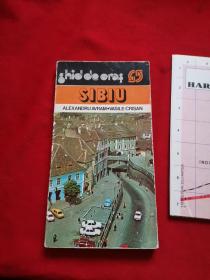 ghid de oraș
SIBIU
ALEXANDRU AVRAM • VASILE CRIȘAN
HAR